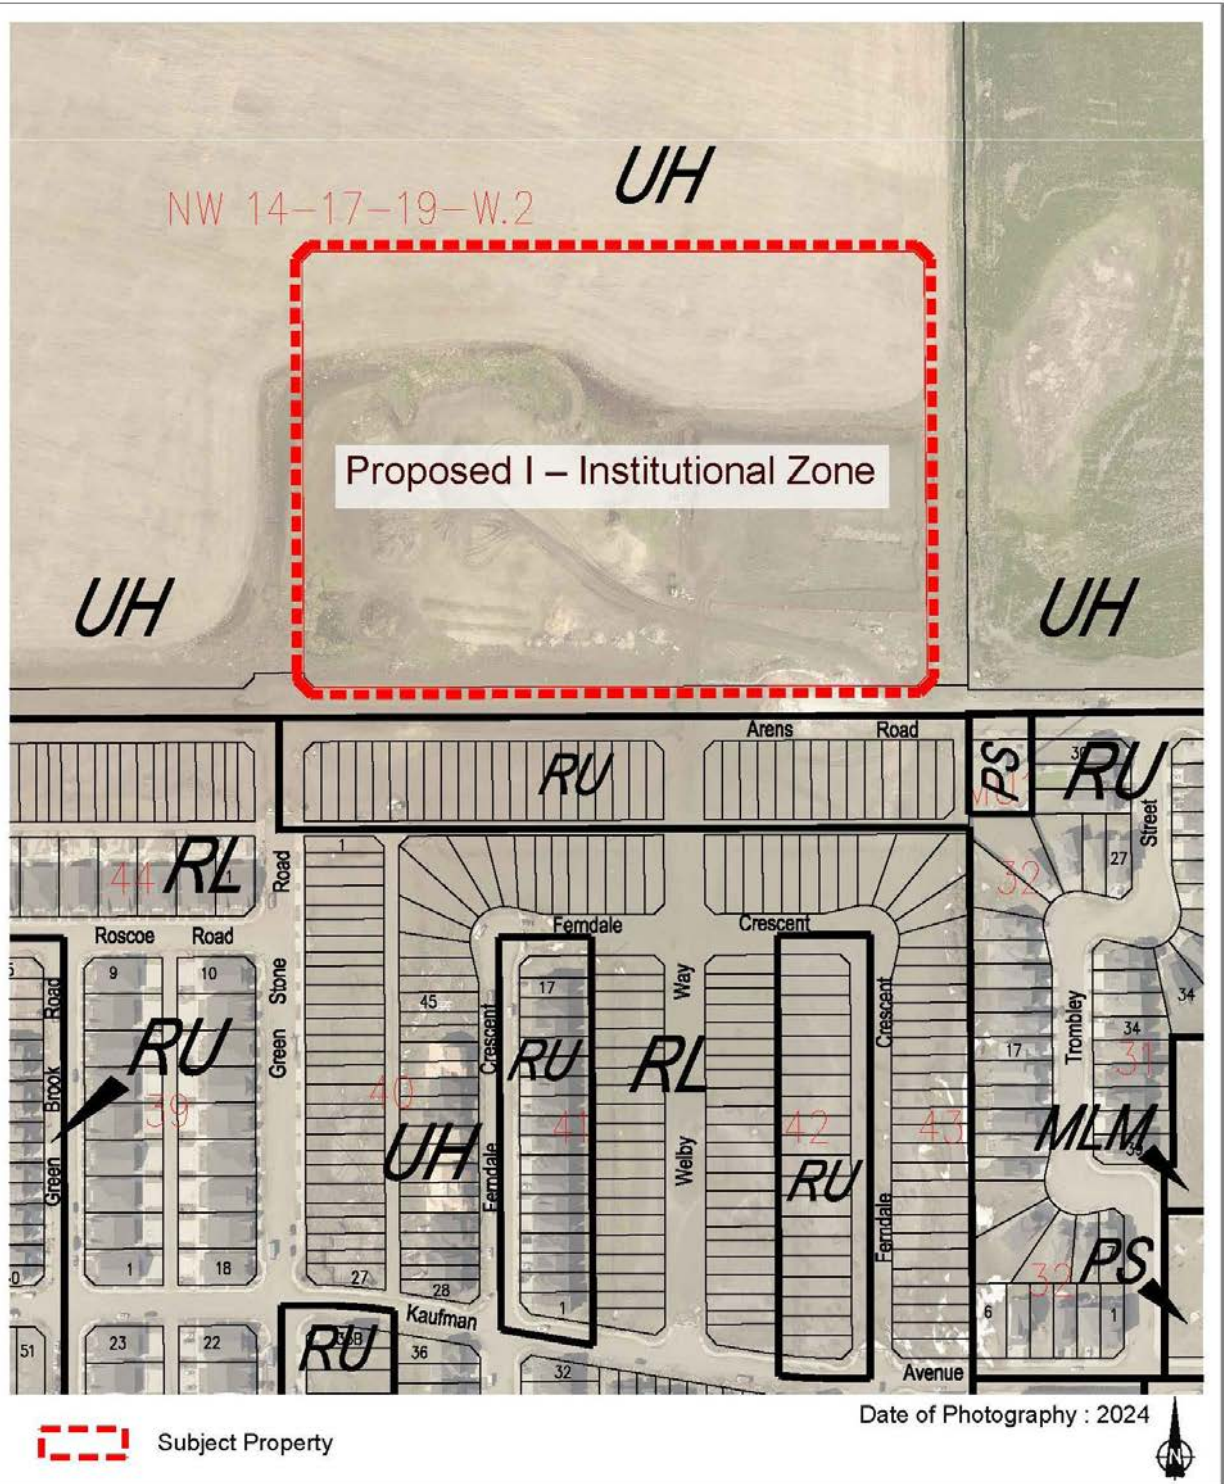 UH
NW 14-17-19-W.2
Proposed I – Institutional Zone
UH
UH
Arens Road
RU
PS
30
RU
Street
27
32
1
Road
44
RL
1
Roscoe Road
Ferndale
Crescent
9
10
Stone
Green
Road
Brook
Green
RU
39
45
17
Crescent
RU
Way
RL
Crescent
34
34
31
17
Trombley
40
41
42
43
UH
Ferndale
Welby
RU
Ferndale
MLM
PS
32
1
18
27
28
1
6
1
Kaufman
23
22
RU
36
32
51
Avenue
Date of Photography : 2024
Subject Property
N